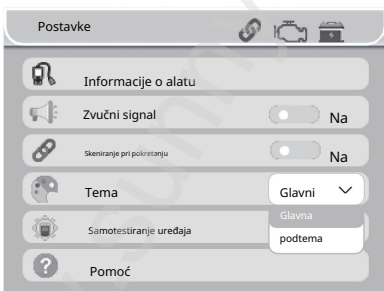 Postavke
Informacije o alatu
Zvučni signal Na
Skeniranje pri pokretanju Na
Tema Glavni
Glavna
Samotestiranje uređaja
podtema
Pomoć